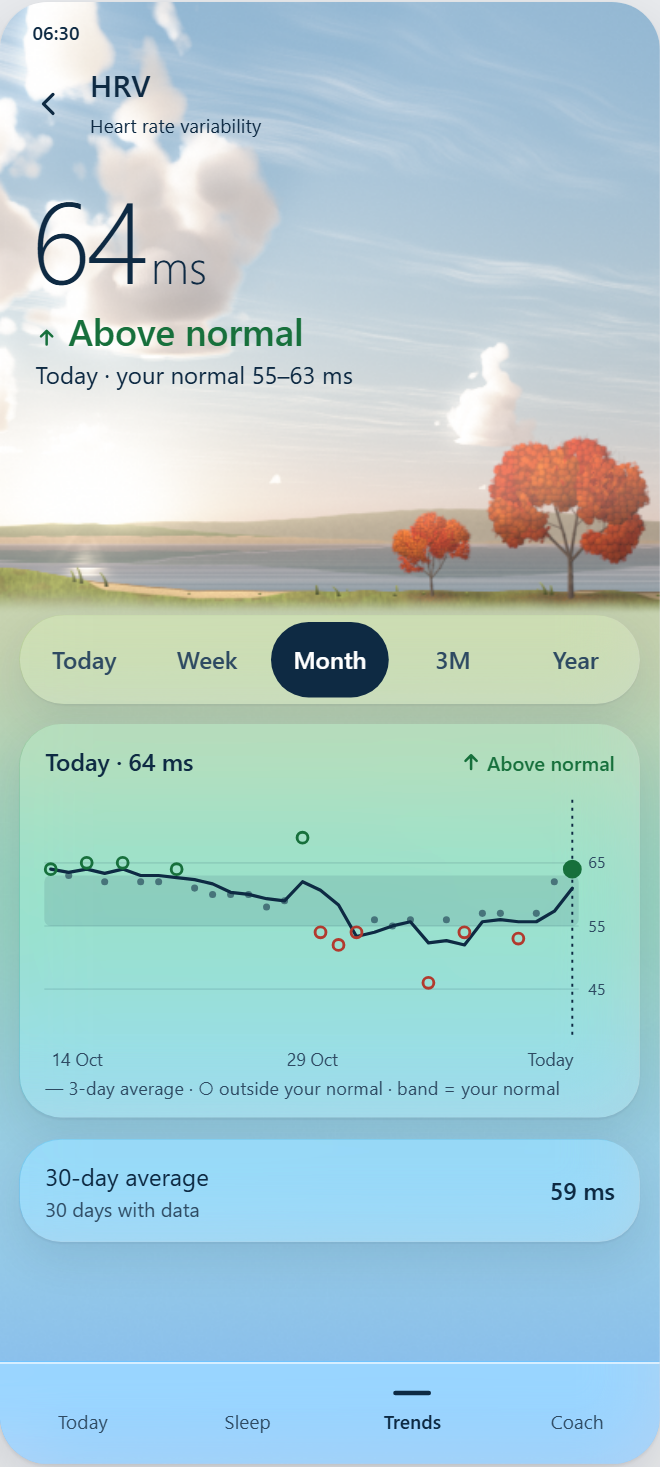 06:30
HRV
Heart rate variability
64 ms
↑ Above normal
Today · your normal 55–63 ms
Today Week Month 3M Year
Today · 64 ms ↑ Above normal
65
55
45
14 Oct 29 Oct Today
— 3-day average · ○ outside your normal · band = your normal
30-day average
59 ms
30 days with data
Today Sleep Trends Coach